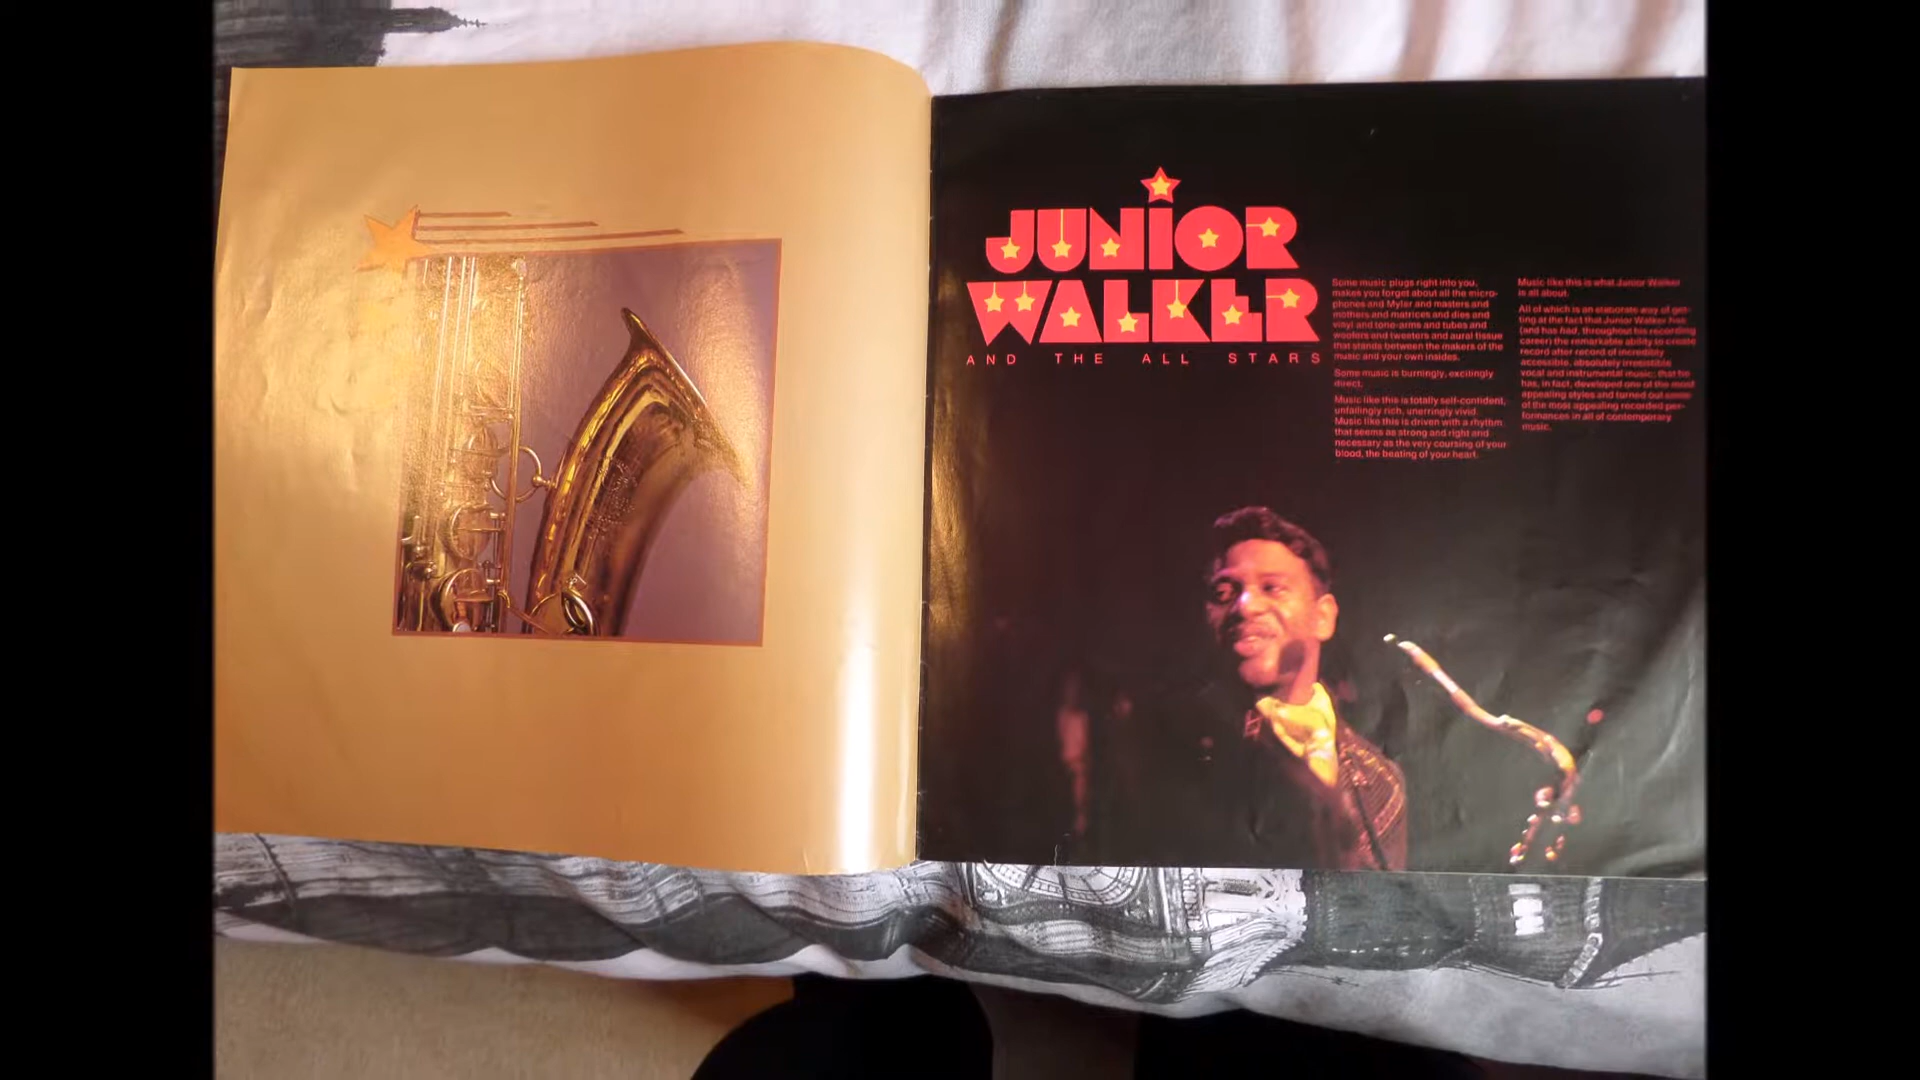 JUNIOR
WALKER
AND THE ALL STARS
Some music plugs right into you,
makes you forget about all the micro-
phones and Myler and masters and
mothers and matrices and dies and
vinyl and tone-arms and tubes and
woofers and tweeters and aural tissue
that stands between the makers of the
music and your own insides.
Some music is burningly, excitingly
direct.
Music like this is totally self-confident,
unfailingly rich, unerringly vivid.
Music like this is driven with a rhythm
that seems as strong and right and
necessary as the very coursing of your
blood, the beating of your heart.
Music like this is what Junior Walker
is all about.
All of which is an elaborate way of get-
ting at the fact that Junior Walker has
(and has had, throughout his recording
career) the remarkable ability to create
record after record of incredibly
accessible, absolutely irresistible
vocal and instrumental music; that he
has, in fact, developed one of the most
appealing styles and turned out some
of the most appealing recorded per-
formances in all of contemporary
music.